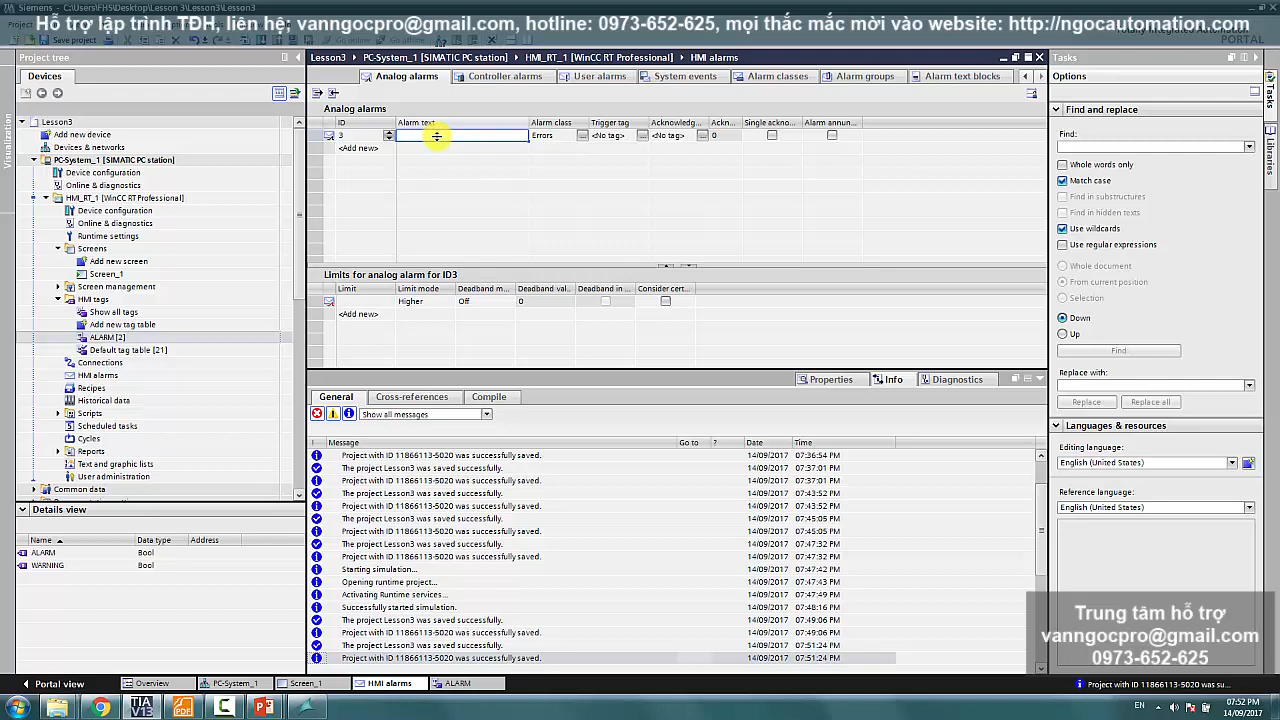 Siemens - C:\Users\FHS\Desktop\Lesson 3\Lesson3\Lesson3
Hỗ trợ lập trình TĐH, liên hệ: vanngocpro@gmail.com, hotline: 0973-652-625, mọi thắc mắc mời vào website: http://ngocautomation.com
Save project
Totally Integrated Automation
PORTAL
Project tree
Lesson3 PC-System_1 [SIMATIC PC station] HMI_RT_1 [WinCC RT Professional] HMI alarms
Tasks
Devices
Analog alarms Controller alarms User alarms System events Alarm classes Alarm groups Alarm text blocks
Options
Visualization
Tasks
Libraries
Analog alarms
ID Alarm text Alarm class Trigger tag Acknowledg... Ackn... Single ackno... Alarm annun...
3 Errors <No tag> <No tag> 0
<Add new>
Limits for analog alarm for ID3
Limit Limit mode Deadband m... Deadband val... Deadband in ... Consider cert...
Higher Off 0
<Add new>
Lesson3
Add new device
Devices & networks
PC-System_1 [SIMATIC PC station]
Device configuration
Online & diagnostics
HMI_RT_1 [WinCC RT Professional]
Device configuration
Online & diagnostics
Runtime settings
Screens
Add new screen
Screen_1
Screen management
HMI tags
Show all tags
Add new tag table
ALARM [2]
Default tag table [21]
Connections
HMI alarms
Recipes
Historical data
Scripts
Scheduled tasks
Cycles
Reports
Text and graphic lists
User administration
Common data
Details view
Name Data type Address
ALARM Bool
WARNING Bool
Properties Info Diagnostics
General Cross-references Compile
Show all messages
! Message Go to ? Date Time
Project with ID 11866113-5020 was successfully saved. 14/09/2017 07:36:54 PM
The project Lesson3 was saved successfully. 14/09/2017 07:37:01 PM
Project with ID 11866113-5020 was successfully saved. 14/09/2017 07:37:01 PM
The project Lesson3 was saved successfully. 14/09/2017 07:43:52 PM
Project with ID 11866113-5020 was successfully saved. 14/09/2017 07:43:52 PM
The project Lesson3 was saved successfully. 14/09/2017 07:45:05 PM
Project with ID 11866113-5020 was successfully saved. 14/09/2017 07:45:05 PM
The project Lesson3 was saved successfully. 14/09/2017 07:47:32 PM
Project with ID 11866113-5020 was successfully saved. 14/09/2017 07:47:32 PM
Starting simulation... 14/09/2017 07:47:42 PM
Opening runtime project... 14/09/2017 07:47:43 PM
Activating Runtime services... 14/09/2017 07:47:49 PM
Successfully started simulation. 14/09/2017 07:48:16 PM
The project Lesson3 was saved successfully. 14/09/2017 07:49:06 PM
Project with ID 11866113-5020 was successfully saved. 14/09/2017 07:49:06 PM
The project Lesson3 was saved successfully. 14/09/2017 07:51:24 PM
Project with ID 11866113-5020 was successfully saved. 14/09/2017 07:51:24 PM
Find and replace
Find:
Whole words only
Match case
Find in substructures
Find in hidden texts
Use wildcards
Use regular expressions
Whole document
From current position
Selection
Down
Up
Find
Replace with:
Replace Replace all
Languages & resources
Editing language:
English (United States)
Reference language:
English (United States)
Trung tâm hỗ trợ
vanngocpro@gmail.com
0973-652-625
Portal view Overview PC-System_1 Screen_1 HMI alarms ALARM
Project with ID 11866113-5020 was su...
TIA
V13
PDF
EN
07:52 PM
14/09/2017